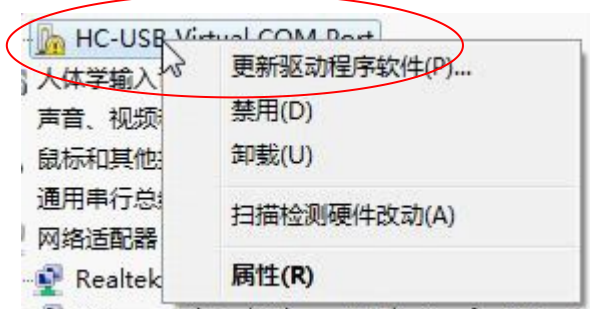 HC-USB Virtual COM Port
更新驱动程序软件(P)...
人体学输入
禁用(D)
声音、视频
卸载(U)
鼠标和其他
通用串行总
扫描检测硬件改动(A)
网络适配器
属性(R)
Realtek